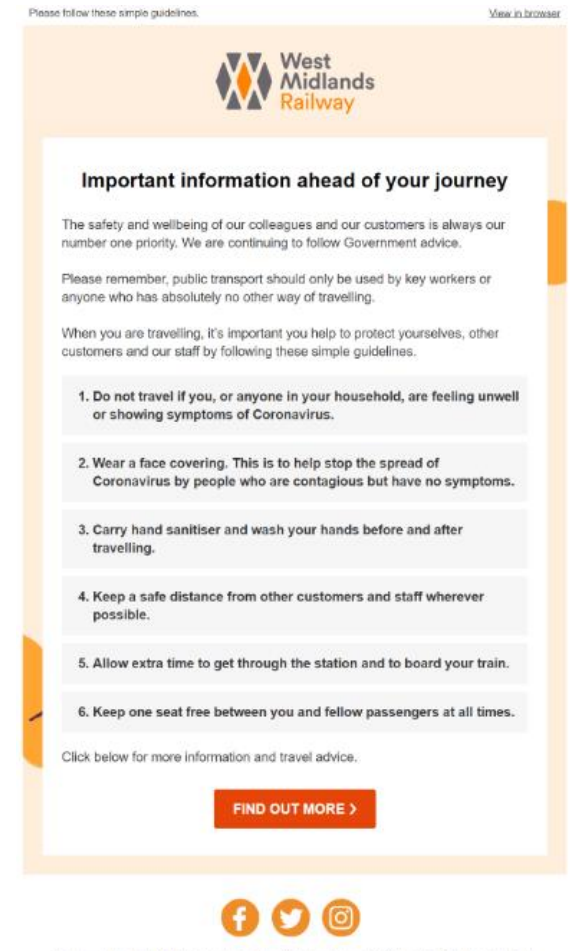 Please follow these simple guidelines.
View in browser
West
Midlands
Railway
Important information ahead of your journey
The safety and wellbeing of our colleagues and our customers is always our
number one priority. We are continuing to follow Government advice.
Please remember, public transport should only be used by key workers or
anyone who has absolutely no other way of travelling.
When you are travelling, it's important you help to protect yourselves, other
customers and our staff by following these simple guidelines.
1. Do not travel if you, or anyone in your household, are feeling unwell
or showing symptoms of Coronavirus.
2. Wear a face covering. This is to help stop the spread of
Coronavirus by people who are contagious but have no symptoms.
3. Carry hand sanitiser and wash your hands before and after
travelling.
4. Keep a safe distance from other customers and staff wherever
possible.
5. Allow extra time to get through the station and to board your train.
6. Keep one seat free between you and fellow passengers at all times.
Click below for more information and travel advice.
FIND OUT MORE >